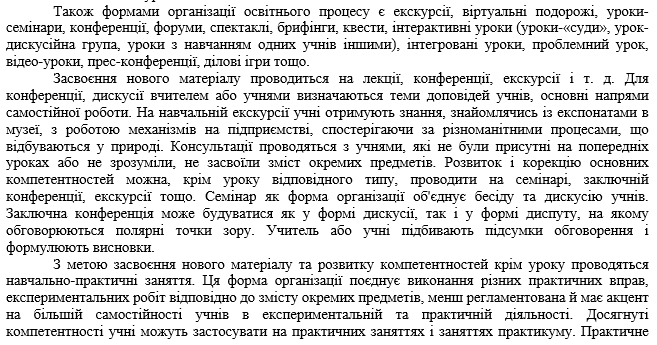 Також формами організації освітнього процесу є екскурсії, віртуальні подорожі, уроки-
семінари, конференції, форуми, спектаклі, брифінги, квести, інтерактивні уроки (уроки-«суди», урок-
дискусійна група, уроки з навчанням одних учнів іншими), інтегровані уроки, проблемний урок,
відео-уроки, прес-конференції, ділові ігри тощо.
Засвоєння нового матеріалу проводиться на лекції, конференції, екскурсії і т. д. Для
конференції, дискусії вчителем або учнями визначаються теми доповідей учнів, основні напрями
самостійної роботи. На навчальній екскурсії учні отримують знання, знайомлячись із експонатами в
музеї, з роботою механізмів на підприємстві, спостерігаючи за різноманітними процесами, що
відбуваються у природі. Консультації проводяться з учнями, які не були присутні на попередніх
уроках або не зрозуміли, не засвоїли зміст окремих предметів. Розвиток і корекцію основних
компетентностей можна, крім уроку відповідного типу, проводити на семінарі, заключній
конференції, екскурсії тощо. Семінар як форма організації об'єднує бесіду та дискусію учнів.
Заключна конференція може будуватися як у формі дискусії, так і у формі диспуту, на якому
обговорюються полярні точки зору. Учитель або учні підбивають підсумки обговорення і
формулюють висновки.
З метою засвоєння нового матеріалу та розвитку компетентностей крім уроку проводяться
навчально-практичні заняття. Ця форма організації поєднує виконання різних практичних вправ,
експериментальних робіт відповідно до змісту окремих предметів, менш регламентована й має акцент
на більшій самостійності учнів в експериментальній та практичній діяльності. Досягнуті
компетентності учні можуть застосувати на практичних заняттях і заняттях практикуму. Практичне